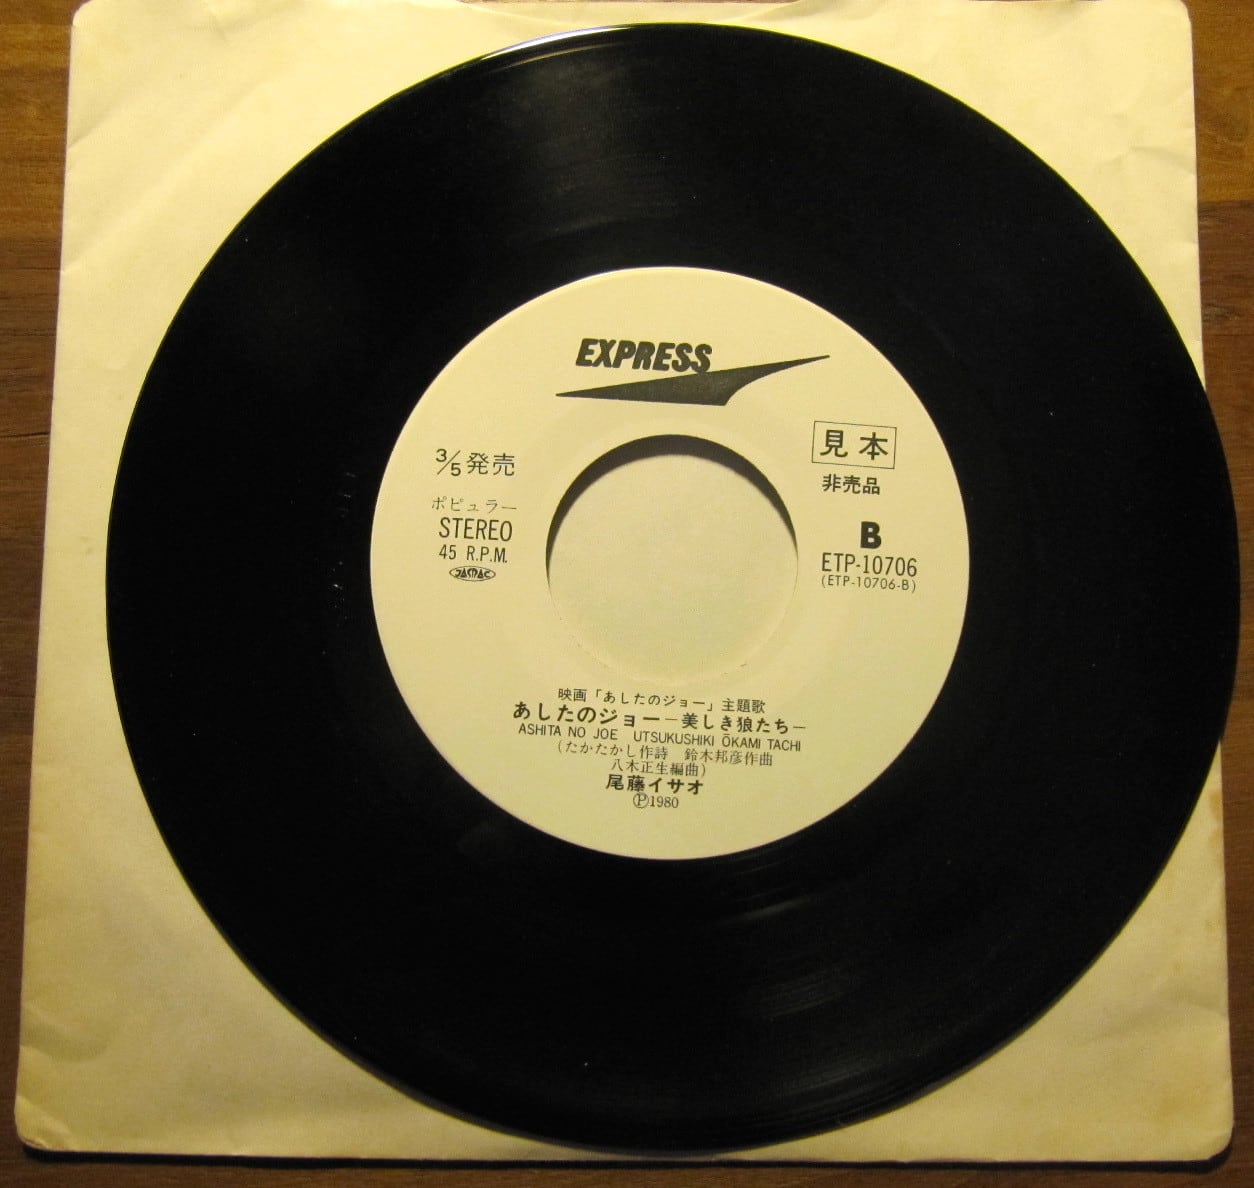 EXPRESS
見本
非売品
3/5発売
ポピュラー
STEREO
45 R.P.M.
JASRAC
B
ETP-10706
(ETP-10706-B)
映画「あしたのジョー」主題歌
あしたのジョー−美しき狼たち−
ASHITA NO JOE UTSUKUSHIKI ŌKAMI TACHI
(たかたかし作詩 鈴木邦彦作曲
八木正生編曲)
尾藤イサオ
Ⓟ1980